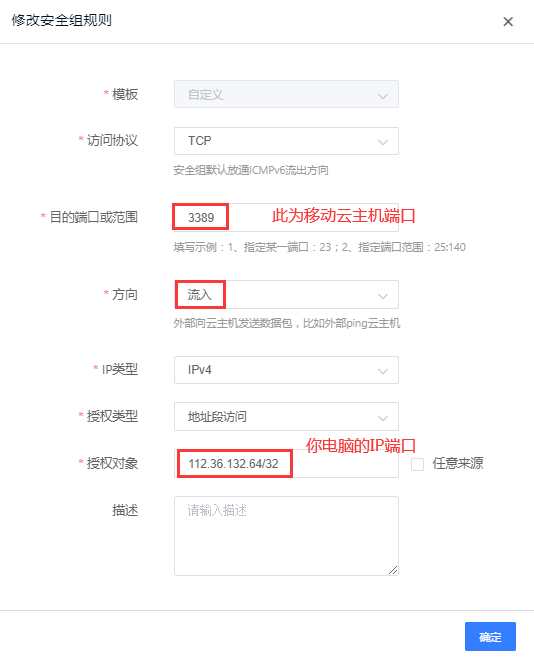 修改安全组规则
* 模板 自定义
* 访问协议 TCP
安全组默认放通ICMPv6流出方向
* 目的端口或范围 3389 此为移动云主机端口
填写示例：1、指定某一端口：23；2、指定端口范围：25:140
* 方向 流入
外部向云主机发送数据包，比如外部ping云主机
* IP类型 IPv4
* 授权类型 地址段访问
你电脑的IP端口
* 授权对象 112.36.132.64/32 任意来源
描述 请输入描述
确定